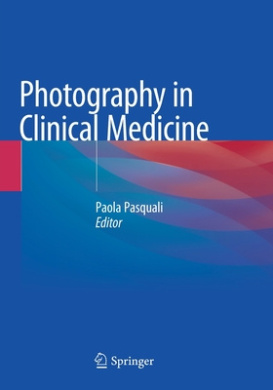 Photography in
Clinical Medicine
Paola Pasquali
Editor
Springer